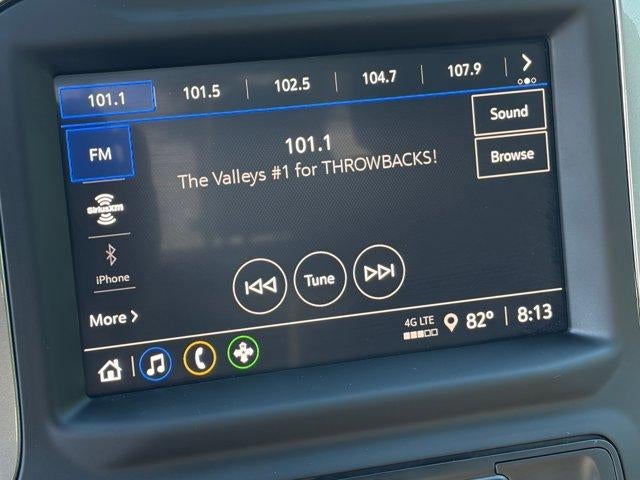 101.1 101.5 102.5 104.7 107.9
FM
Sound
101.1
The Valleys #1 for THROWBACKS!
Browse
SiriusXM
iPhone
Tune
More
4G LTE 82° 8:13